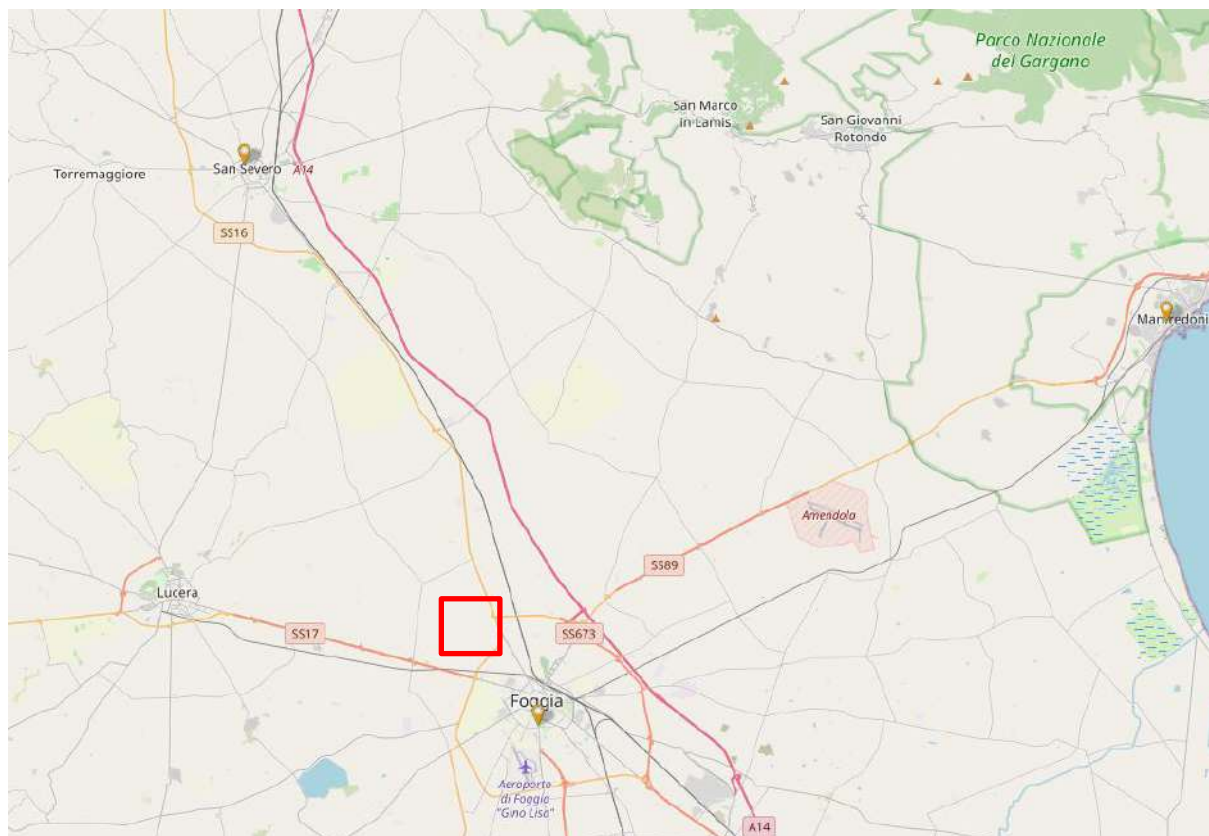 Parco Nazionale
del Gargano
San Marco
in Lamis
San Giovanni
Rotondo
San Severo
A14
Torremaggiore
SS16
Manfredoni
Amendola
SS89
Lucera
SS17
SS673
Foggia
Aeroporto
di Foggia
"Gino Lisa"
A14